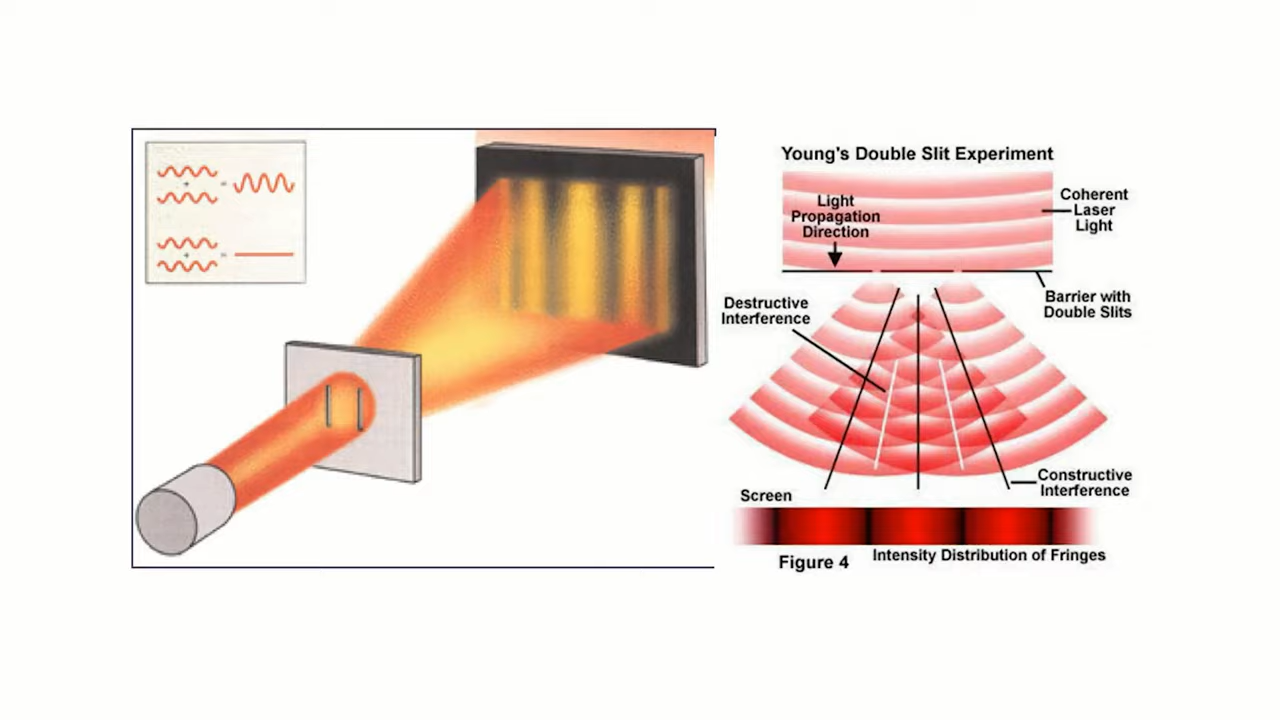 Young's Double Slit Experiment
Light
Propagation
Direction
Coherent
Laser
Light
Destructive
Interference
Barrier with
Double Slits
Constructive
Interference
Screen
Figure 4
Intensity Distribution of Fringes